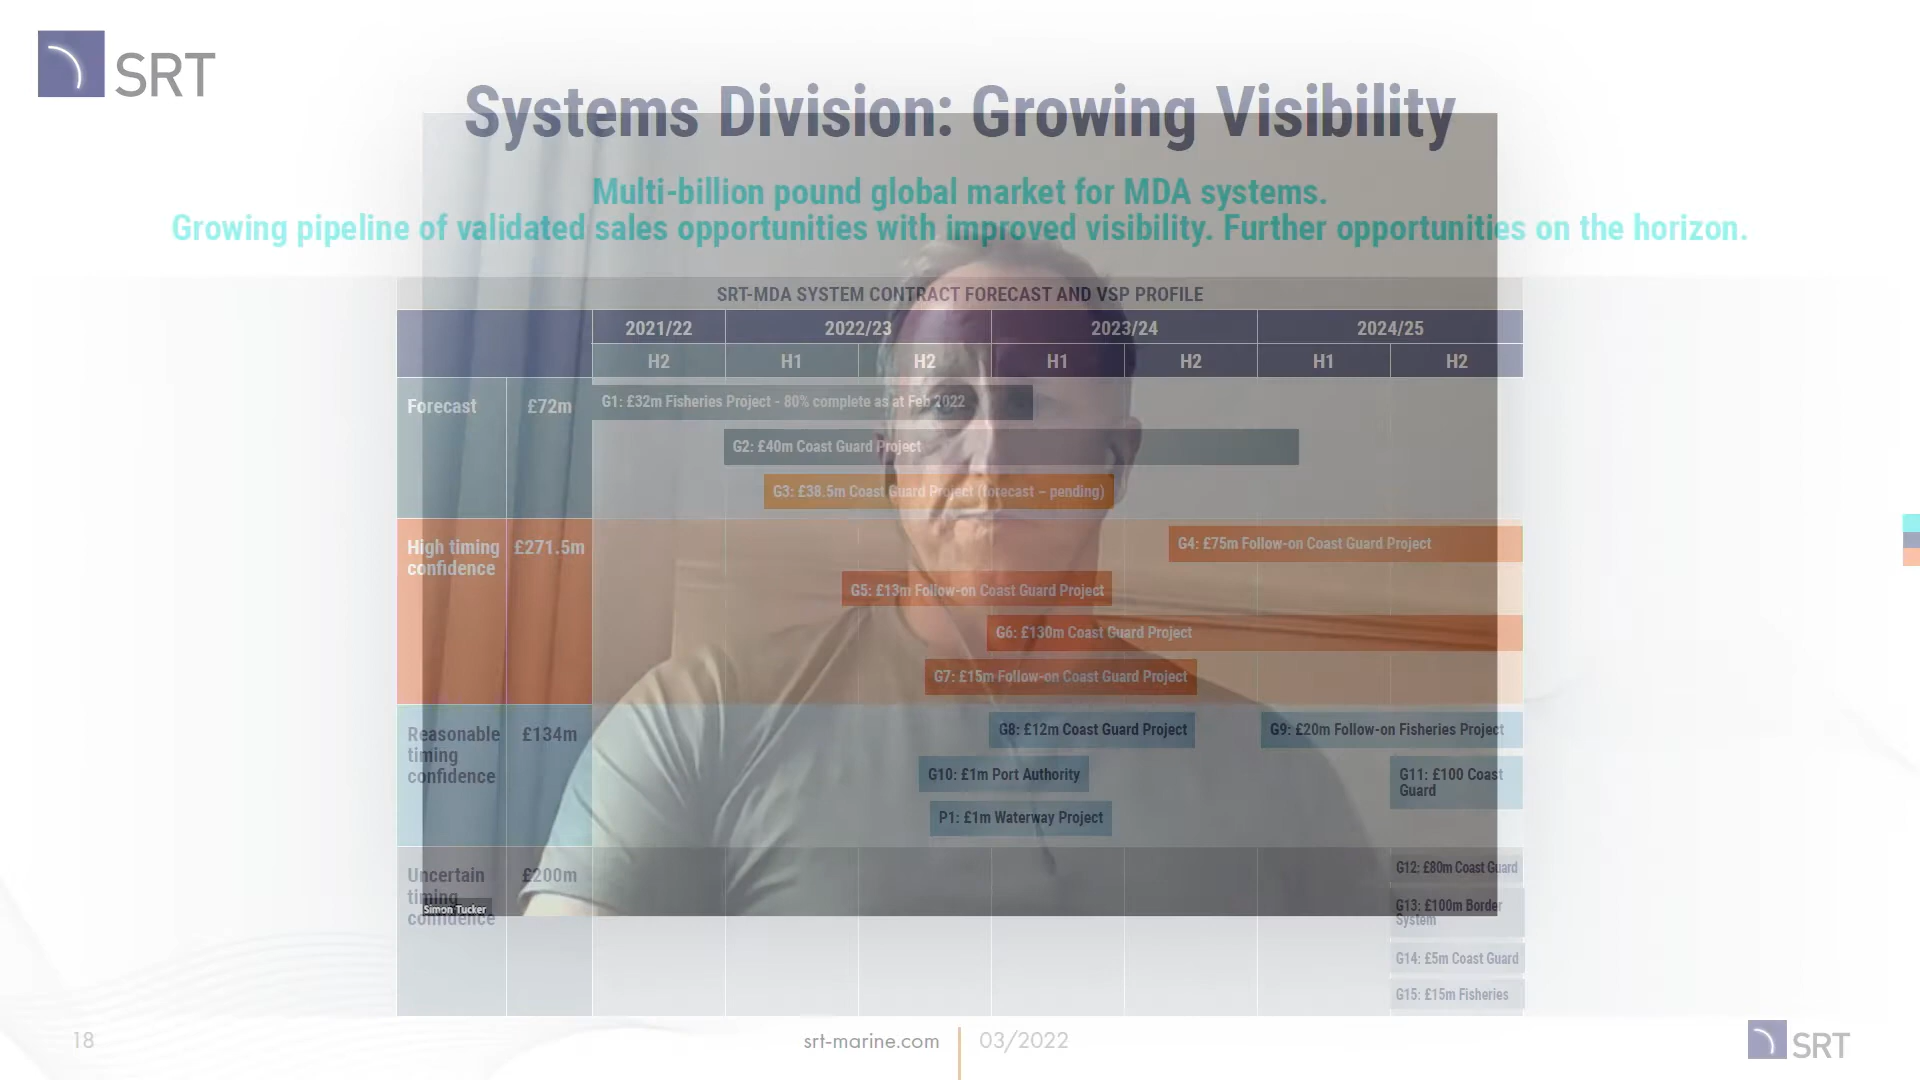 SRT
Systems Division: Growing Visibility
Multi-billion pound global market for MDA systems.
Growing pipeline of validated sales opportunities with improved visibility. Further opportunities on the horizon.
SRT-MDA SYSTEM CONTRACT FORECAST AND VSP PROFILE
2021/22 2022/23 2023/24 2024/25
H2 H1 H2 H1 H2 H1 H2
Forecast £72m
G1: £32m Fisheries Project - 80% complete as at Feb 2022
G2: £40m Coast Guard Project
G3: £38.5m Coast Guard Project (forecast – pending)
High timing £271.5m
confidence
G4: £75m Follow-on Coast Guard Project
G5: £13m Follow-on Coast Guard Project
G6: £130m Coast Guard Project
G7: £15m Follow-on Coast Guard Project
Reasonable £134m
timing
confidence
G8: £12m Coast Guard Project
G9: £20m Follow-on Fisheries Project
G10: £1m Port Authority
G11: £100 Coast
Guard
P1: £1m Waterway Project
Uncertain £200m
timing
confidence
G12: £80m Coast Guard
G13: £100m Border
System
G14: £5m Coast Guard
G15: £15m Fisheries
Simon Tucker
18
srt-marine.com
03/2022
SRT